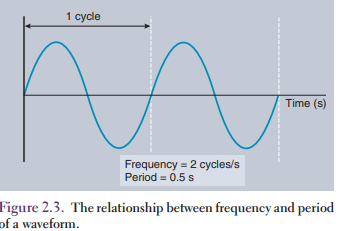 1 cycle
Time (s)
Frequency = 2 cycles/s
Period = 0.5 s
Figure 2.3. The relationship between frequency and period
of a waveform.